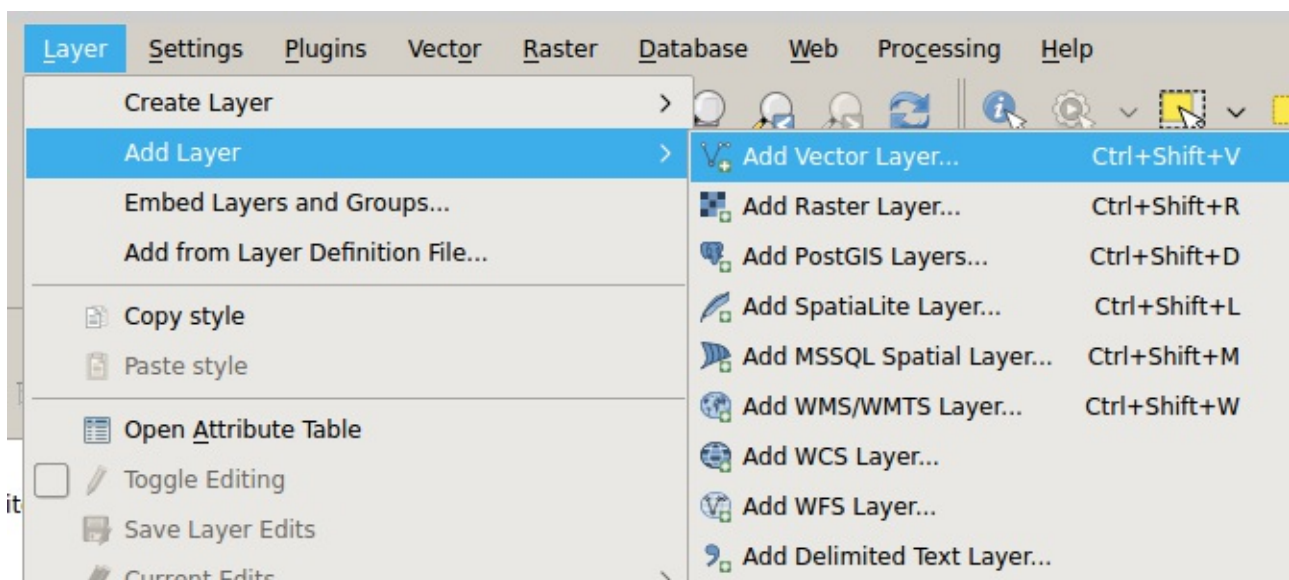 Layer Settings Plugins Vector Raster Database Web Processing Help
Create Layer
Add Layer
Embed Layers and Groups...
Add from Layer Definition File...
Copy style
Paste style
Open Attribute Table
Toggle Editing
Save Layer Edits
Current Edits
Add Vector Layer... Ctrl+Shift+V
Add Raster Layer... Ctrl+Shift+R
Add PostGIS Layers... Ctrl+Shift+D
Add SpatiaLite Layer... Ctrl+Shift+L
Add MSSQL Spatial Layer... Ctrl+Shift+M
Add WMS/WMTS Layer... Ctrl+Shift+W
Add WCS Layer...
Add WFS Layer...
Add Delimited Text Layer...